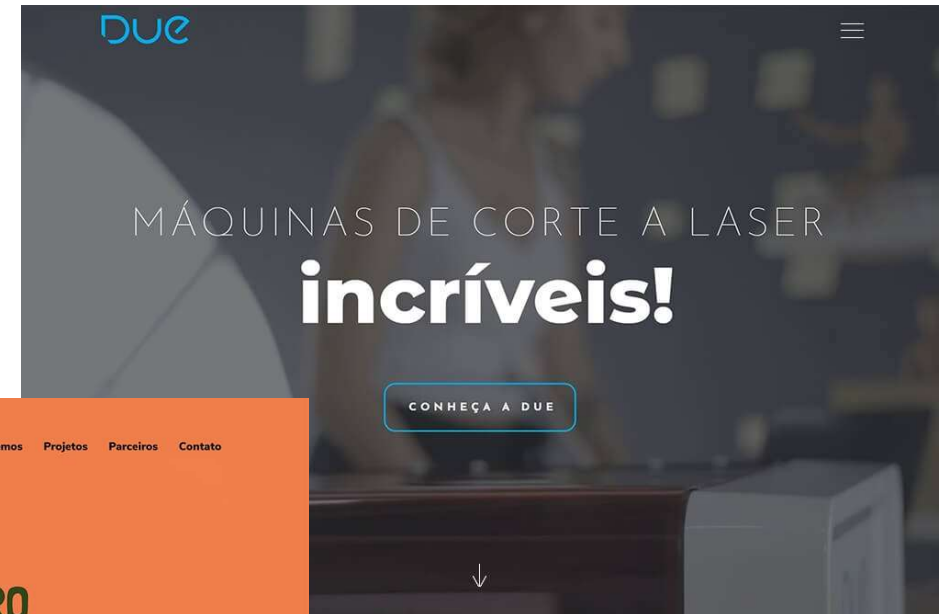 DUE
MÁQUINAS DE CORTE A LASER
incríveis!
CONHEÇA A DUE
Projetos Parceiros Contato